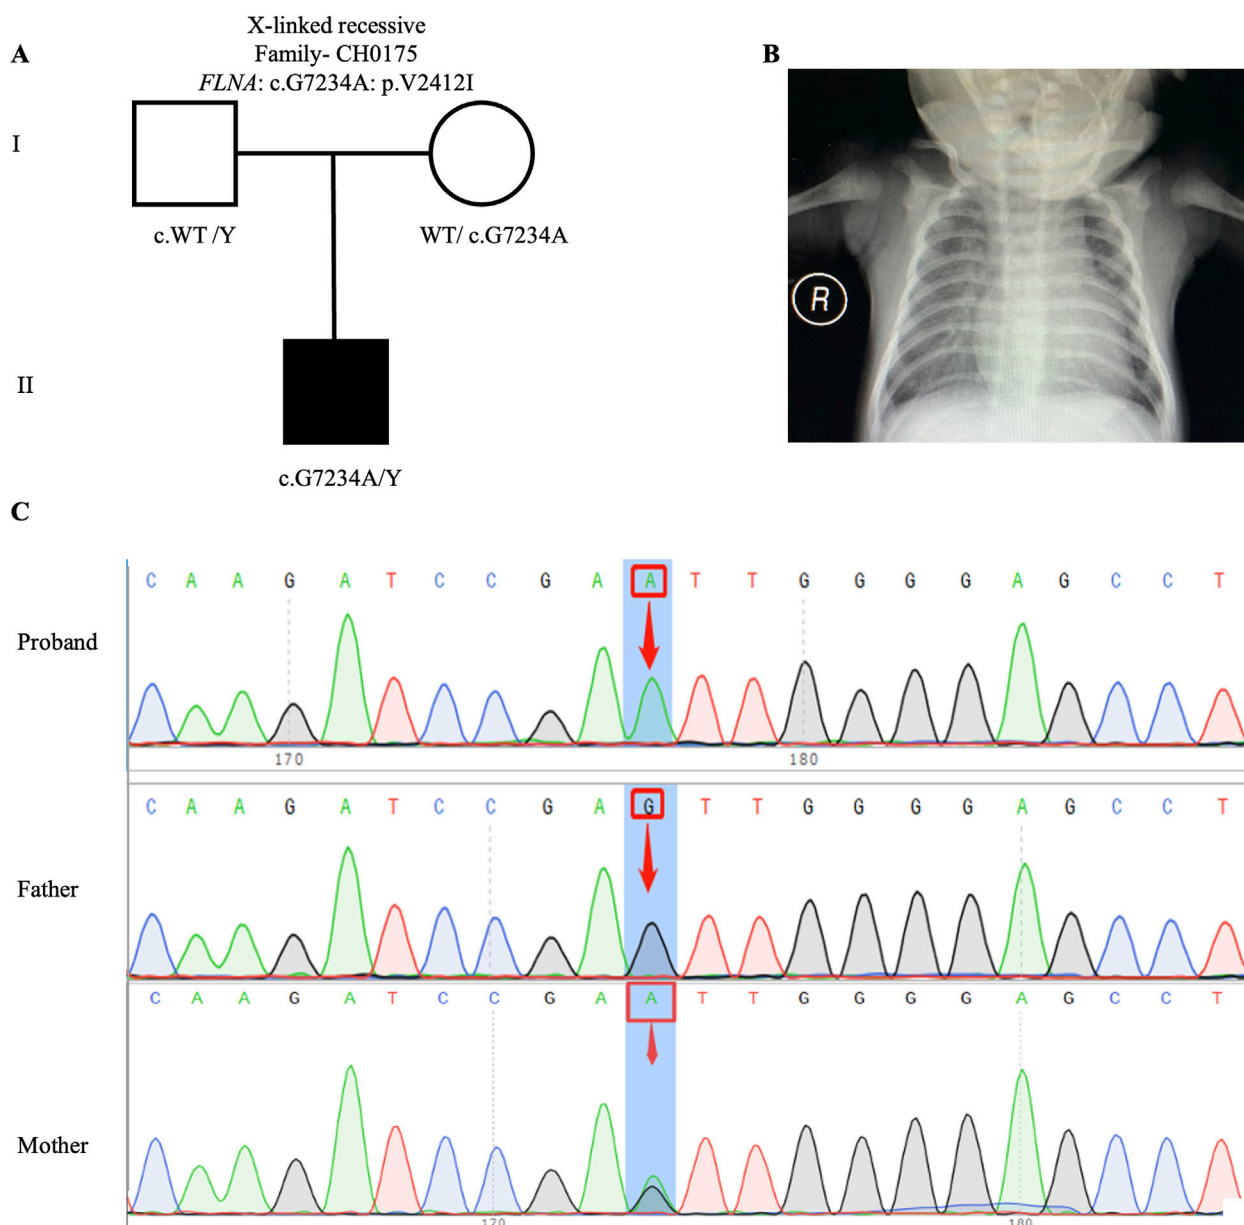 A
X-linked recessive
Family- CH0175
FLNA: c.G7234A: p.V2412I
B
I
c.WT /Y
WT/ c.G7234A
R
II
c.G7234A/Y
C
C A A G A T C C G A A T T G G G G A G C C T
Proband
170 180
C A A G A T C C G A G T T G G G G A G C C T
Father
C A A G A T C C G A A T T G G G G A G C C T
Mother
170 180